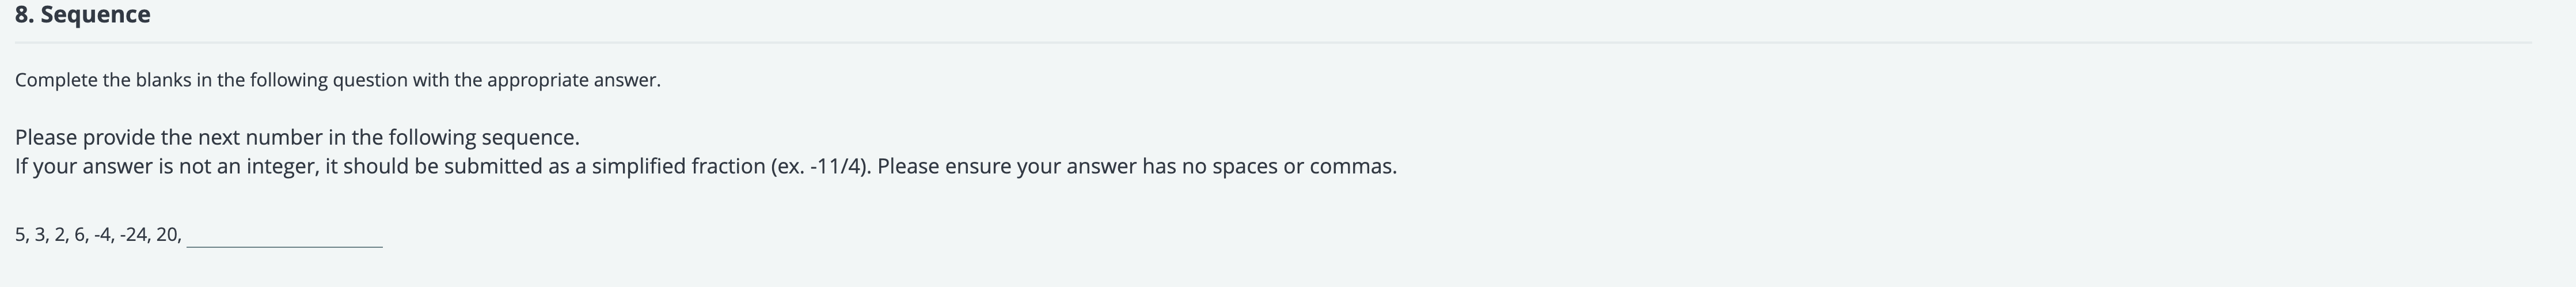 8. Sequence
Complete the blanks in the following question with the appropriate answer.
Please provide the next number in the following sequence.
If your answer is not an integer, it should be submitted as a simplified fraction (ex. -11/4). Please ensure your answer has no spaces or commas.
5, 3, 2, 6, -4, -24, 20,